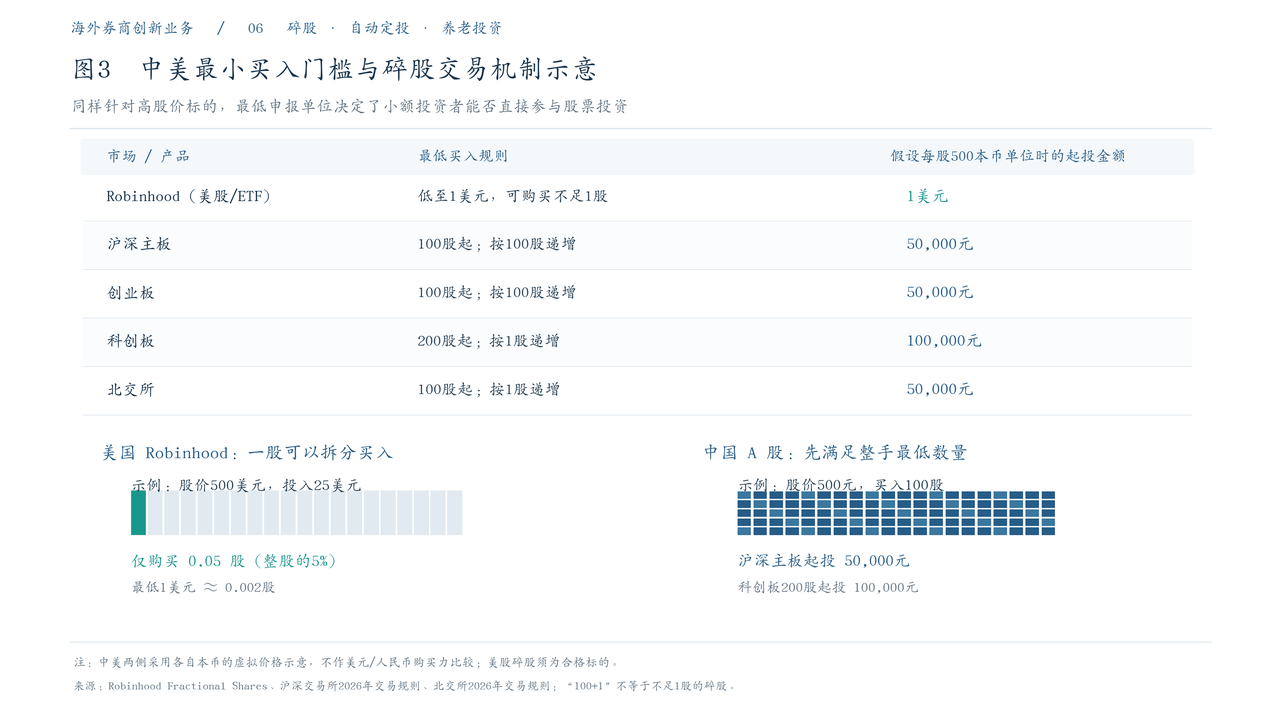 海外券商创新业务 / 06 碎股 · 自动定投 · 养老投资
图3 中美最小买入门槛与碎股交易机制示意
同样针对高股价标的，最低申报单位决定了小额投资者能否直接参与股票投资
市场 / 产品 最低买入规则 假设每股500本币单位时的起投金额
Robinhood（美股/ETF） 低至1美元，可购买不足1股 1美元
沪深主板 100股起；按100股递增 50,000元
创业板 100股起；按100股递增 50,000元
科创板 200股起；按1股递增 100,000元
北交所 100股起；按1股递增 50,000元
美国 Robinhood：一股可以拆分买入
示例：股价500美元，投入25美元
仅购买 0.05 股（整股的5%）
最低1美元 ≈ 0.002股
中国 A 股：先满足整手最低数量
示例：股价500元，买入100股
沪深主板起投 50,000元
科创板200股起投 100,000元
注：中美两侧采用各自本币的虚拟价格示意，不作美元/人民币购买力比较；美股碎股须为合格标的。
来源：Robinhood Fractional Shares、沪深交易所2026年交易规则、北交所2026年交易规则；“100+1”不等于不足1股的碎股。